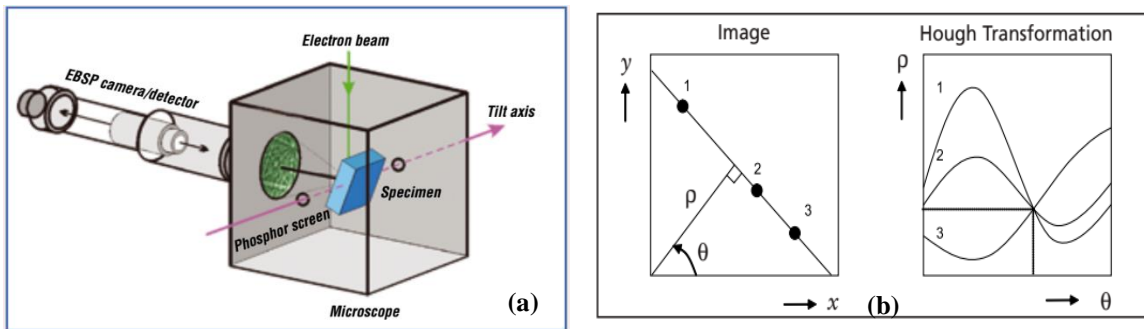 Electron beam
EBSP camera/detector
Tilt axis
Specimen
Phosphor screen
Microscope
(a)
Image
y
1
2
3
ρ
θ
x
(b)
Hough Transformation
ρ
1
2
3
θ